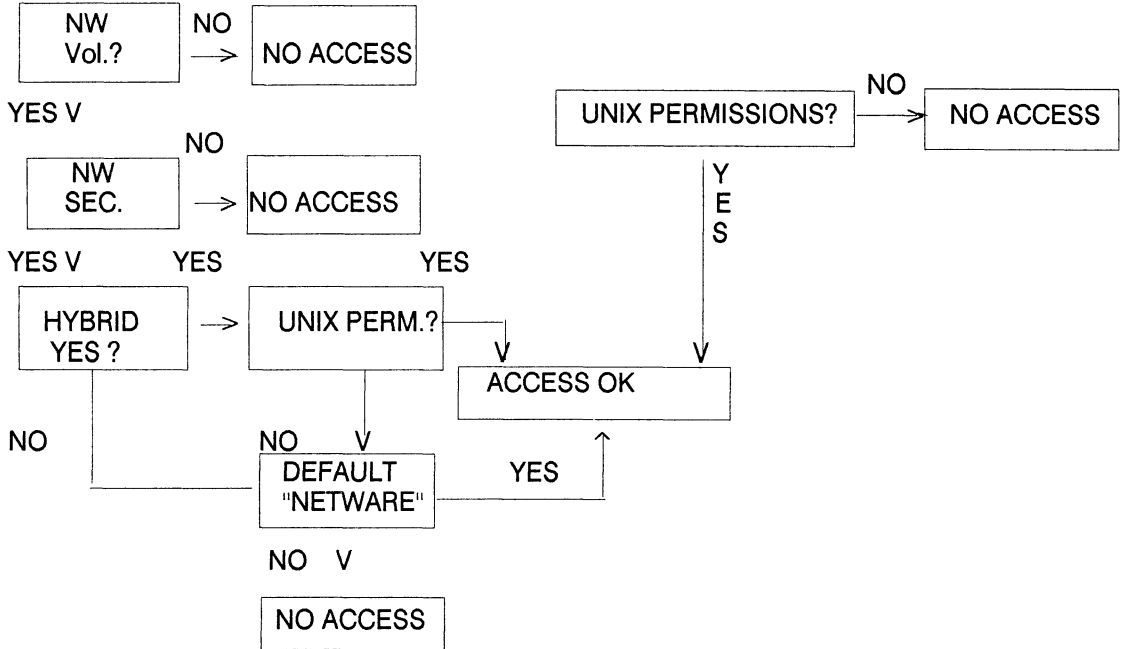 NW
Vol.?
NO
NO ACCESS
YES V
UNIX PERMISSIONS?
NO
NO ACCESS
NW
SEC.
NO
NO ACCESS
Y
E
S
YES V
YES
YES
HYBRID
YES ?
UNIX PERM.?
V
V
ACCESS OK
NO
NO
V
DEFAULT
"NETWARE"
YES
NO V
NO ACCESS